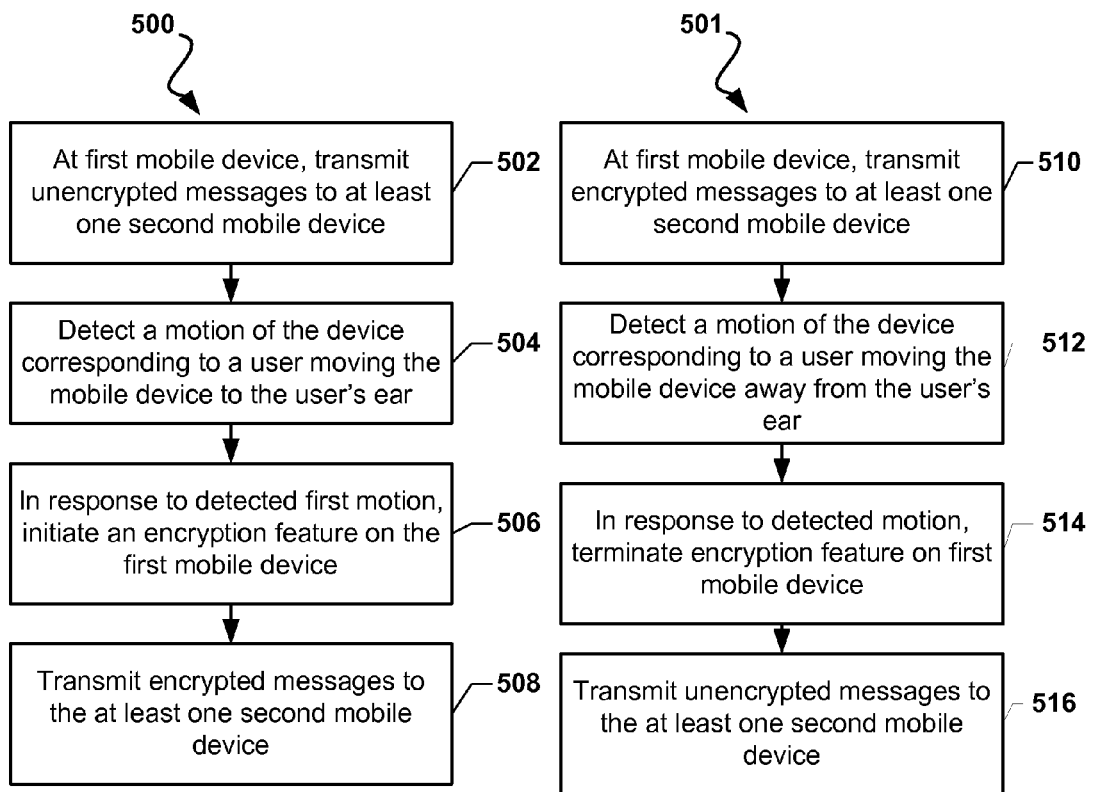 500
At first mobile device, transmit
unencrypted messages to at least
one second mobile device
502
Detect a motion of the device
corresponding to a user moving the
mobile device to the user's ear
504
In response to detected first motion,
initiate an encryption feature on the
first mobile device
506
Transmit encrypted messages to
the at least one second mobile
device
508
501
At first mobile device, transmit
encrypted messages to at least one
second mobile device
510
Detect a motion of the device
corresponding to a user moving the
mobile device away from the user's
ear
512
In response to detected motion,
terminate encryption feature on first
mobile device
514
Transmit unencrypted messages to
the at least one second mobile
device
516